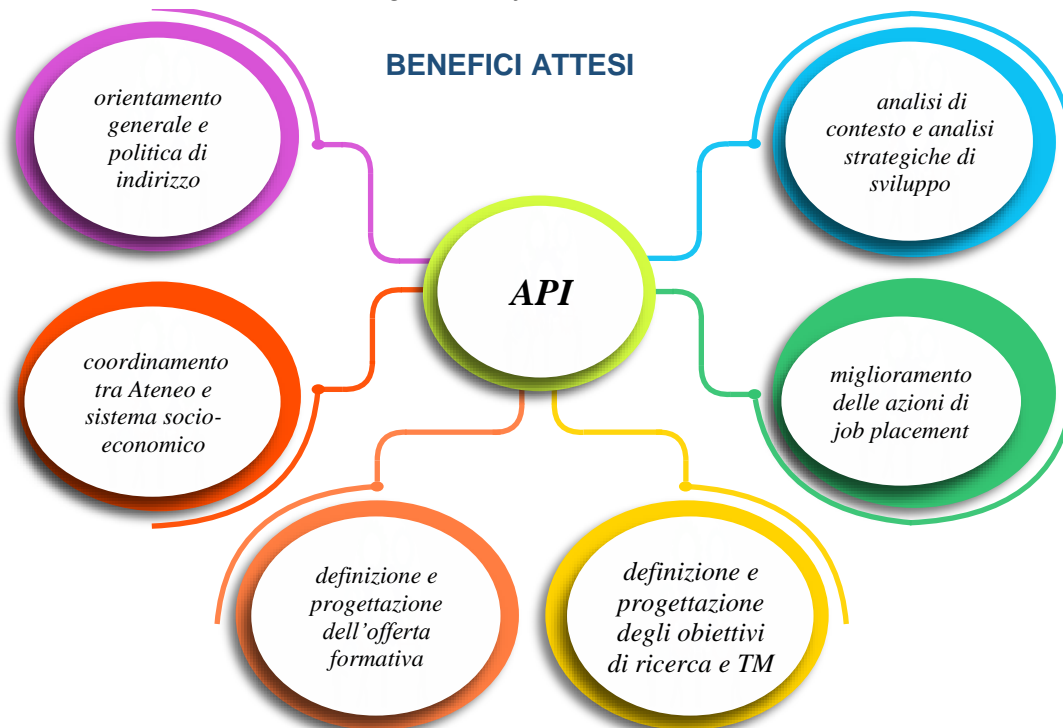 BENEFICI ATTESI
orientamento
generale e
politica di
indirizzo
analisi di
contesto e analisi
strategiche di
sviluppo
API
coordinamento
tra Ateneo e
sistema socio-
economico
miglioramento
delle azioni di
job placement
definizione e
progettazione
dell’offerta
formativa
definizione e
progettazione
degli obiettivi
di ricerca e TM